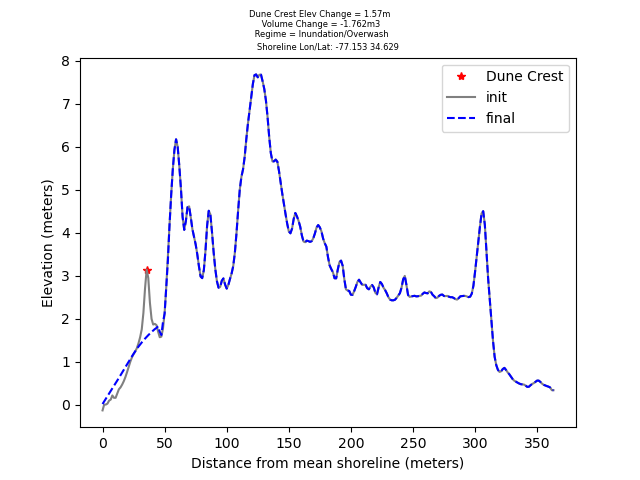 Dune Crest Elev Change = 1.57m
Volume Change = -1.762m3
Regime = Inundation/Overwash
Shoreline Lon/Lat: -77.153 34.629
Dune Crest
init
final
Elevation (meters)
8
7
6
5
4
3
2
1
0
0 50 100 150 200 250 300 350
Distance from mean shoreline (meters)